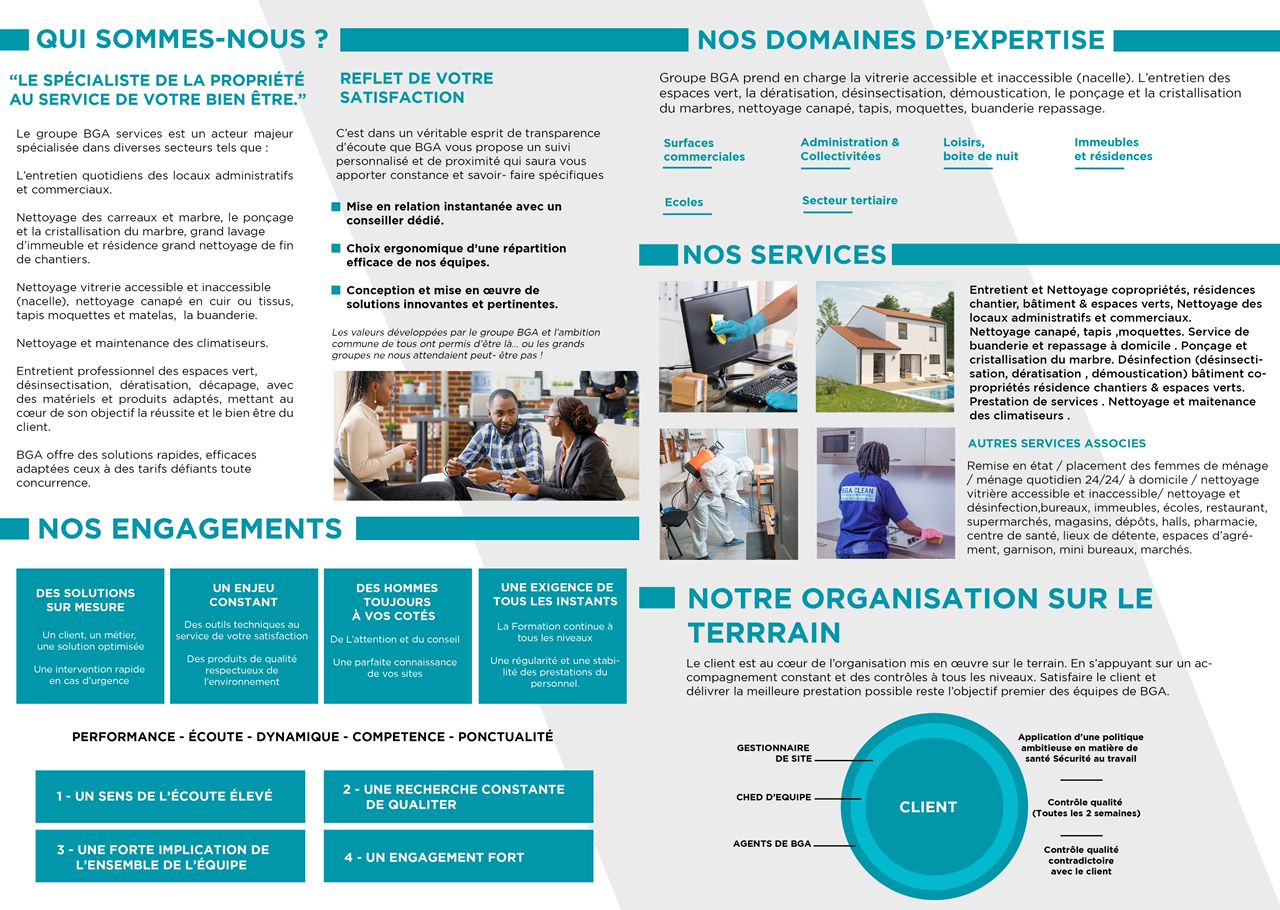 QUI SOMMES-NOUS ?
“LE SPÉCIALISTE DE LA PROPRIÉTÉ
AU SERVICE DE VOTRE BIEN ÊTRE.”
Le groupe BGA services est un acteur majeur
spécialisée dans diverses secteurs tels que :
L’entretien quotidiens des locaux administratifs
et commerciaux.
Nettoyage des carreaux et marbre, le ponçage
et la cristallisation du marbre, grand lavage
d’immeuble et résidence grand nettoyage de fin
de chantiers.
Nettoyage vitrerie accessible et inaccessible
(nacelle), nettoyage canapé en cuir ou tissus,
tapis moquettes et matelas, la buanderie.
Nettoyage et maintenance des climatiseurs.
Entretient professionnel des espaces vert,
désinsectisation, dératisation, décapage, avec
des matériels et produits adaptés, mettant au
cœur de son objectif la réussite et le bien être du
client.
BGA offre des solutions rapides, efficaces
adaptées ceux à des tarifs défiants toute
concurrence.
REFLET DE VOTRE
SATISFACTION
C’est dans un véritable esprit de transparence
d’écoute que BGA vous propose un suivi
personnalisé et de proximité qui saura vous
apporter constance et savoir- faire spécifiques
Mise en relation instantanée avec un
conseiller dédié.
Choix ergonomique d’une répartition
efficace de nos équipes.
Conception et mise en œuvre de
solutions innovantes et pertinentes.
Les valeurs développées par le groupe BGA et l’ambition
commune de tous ont permis d’être là... ou les grands
groupes ne nous attendaient peut- être pas !
NOS ENGAGEMENTS
DES SOLUTIONS
SUR MESURE
Un client, un métier,
une solution optimisée
Une intervention rapide
en cas d’urgence
UN ENJEU
CONSTANT
Des outils techniques au
service de votre satisfaction
Des produits de qualité
respectueux de
l’environnement
DES HOMMES
TOUJOURS
À VOS COTÉS
De L’attention et du conseil
Une parfaite connaissance
de vos sites
UNE EXIGENCE DE
TOUS LES INSTANTS
La Formation continue à
tous les niveaux
Une régularité et une stabi-
lité des prestations du
personnel.
PERFORMANCE - ÉCOUTE - DYNAMIQUE - COMPETENCE - PONCTUALITÉ
1 - UN SENS DE L’ÉCOUTE ÉLEVÉ
2 - UNE RECHERCHE CONSTANTE
DE QUALITER
3 - UNE FORTE IMPLICATION DE
L’ENSEMBLE DE L’ÉQUIPE
4 - UN ENGAGEMENT FORT
NOS DOMAINES D’EXPERTISE
Groupe BGA prend en charge la vitrerie accessible et inaccessible (nacelle). L’entretien des
espaces vert, la dératisation, désinsectisation, démoustication, le ponçage et la cristallisation
du marbres, nettoyage canapé, tapis, moquettes, buanderie repassage.
Surfaces
commerciales
Administration &
Collectivitées
Loisirs,
boite de nuit
Immeubles
et résidences
Ecoles
Secteur tertiaire
NOS SERVICES
BGA CLEAN
Entretient et Nettoyage copropriétés, résidences
chantier, bâtiment & espaces verts, Nettoyage des
locaux administratifs et commerciaux.
Nettoyage canapé, tapis ,moquettes. Service de
buanderie et repassage à domicile . Ponçage et
cristallisation du marbre. Désinfection (désinsecti-
sation, dératisation , démoustication) bâtiment co-
propriétés résidence chantiers & espaces verts.
Prestation de services . Nettoyage et maitenance
des climatiseurs .
AUTRES SERVICES ASSOCIES
Remise en état / placement des femmes de ménage
/ ménage quotidien 24/24/ à domicile / nettoyage
vitrière accessible et inaccessible/ nettoyage et
désinfection,bureaux, immeubles, écoles, restaurant,
supermarchés, magasins, dépôts, halls, pharmacie,
centre de santé, lieux de détente, espaces d’agré-
ment, garnison, mini bureaux, marchés.
NOTRE ORGANISATION SUR LE
TERRRAIN
Le client est au cœur de l’organisation mis en œuvre sur le terrain. En s’appuyant sur un ac-
compagnement constant et des contrôles à tous les niveaux. Satisfaire le client et
délivrer la meilleure prestation possible reste l’objectif premier des équipes de BGA.
GESTIONNAIRE
DE SITE
CHED D’EQUIPE
AGENTS DE BGA
CLIENT
Application d’une politique
ambitieuse en matière de
santé Sécurité au travail
Contrôle qualité
(Toutes les 2 semaines)
Contrôle qualité
contradictoire
avec le client